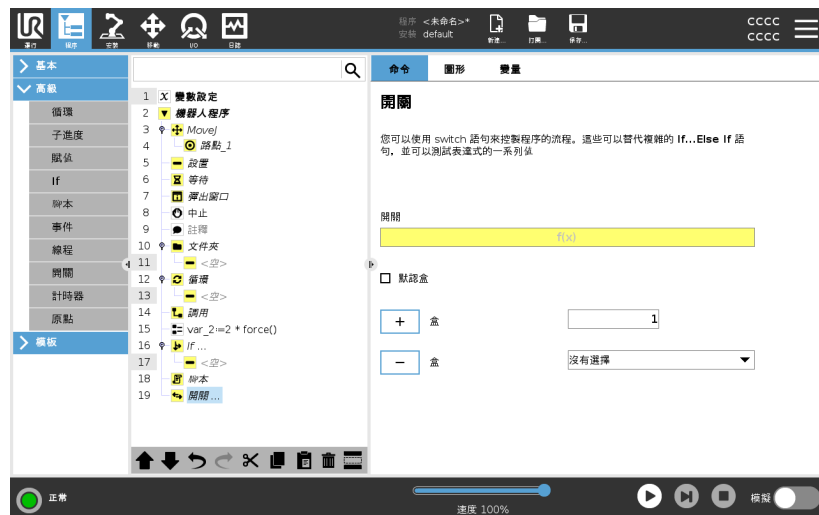 UR
運行
程序
安裝
移動
I/O
日誌
程序 <未命名>*
安裝 default
新建...
打開...
保存...
CCCC
CCCC
基本
高級
循環
子進度
賦值
If
腳本
事件
線程
開關
計時器
原點
模板
1 x 變數設定
2 機器人程序
3 MoveJ
4 路點_1
5 設置
6 等待
7 彈出窗口
8 中止
9 註釋
10 文件夾
11 <空>
12 循環
13 <空>
14 調用
15 var_2:=2 * force()
16 If ...
17 <空>
18 腳本
19 開關 ...
命令 圖形 變量
開關
您可以使用 switch 語句來控製程序的流程。這些可以替代複雜的 If...Else If 語
句, 並可以測試表達式的一系列值
開關
f(x)
默認盒
+ 盒 1
− 盒 沒有選擇
正常
速度 100%
模擬